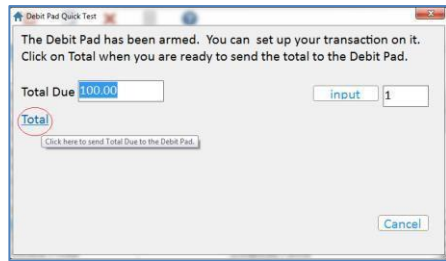 Debit Pad Quick Test
The Debit Pad has been armed. You can set up your transaction on it.
Click on Total when you are ready to send the total to the Debit Pad.
Total Due 100.00 input 1
Total
Click here to send Total Due to the Debit Pad.
Cancel